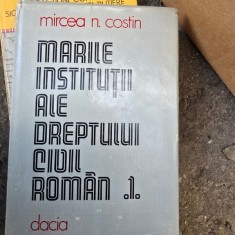 mircea n. costin
MARILE
INSTITUȚII
ALE
DREPTULUI
CIVIL
ROMÂN .1.
dacia